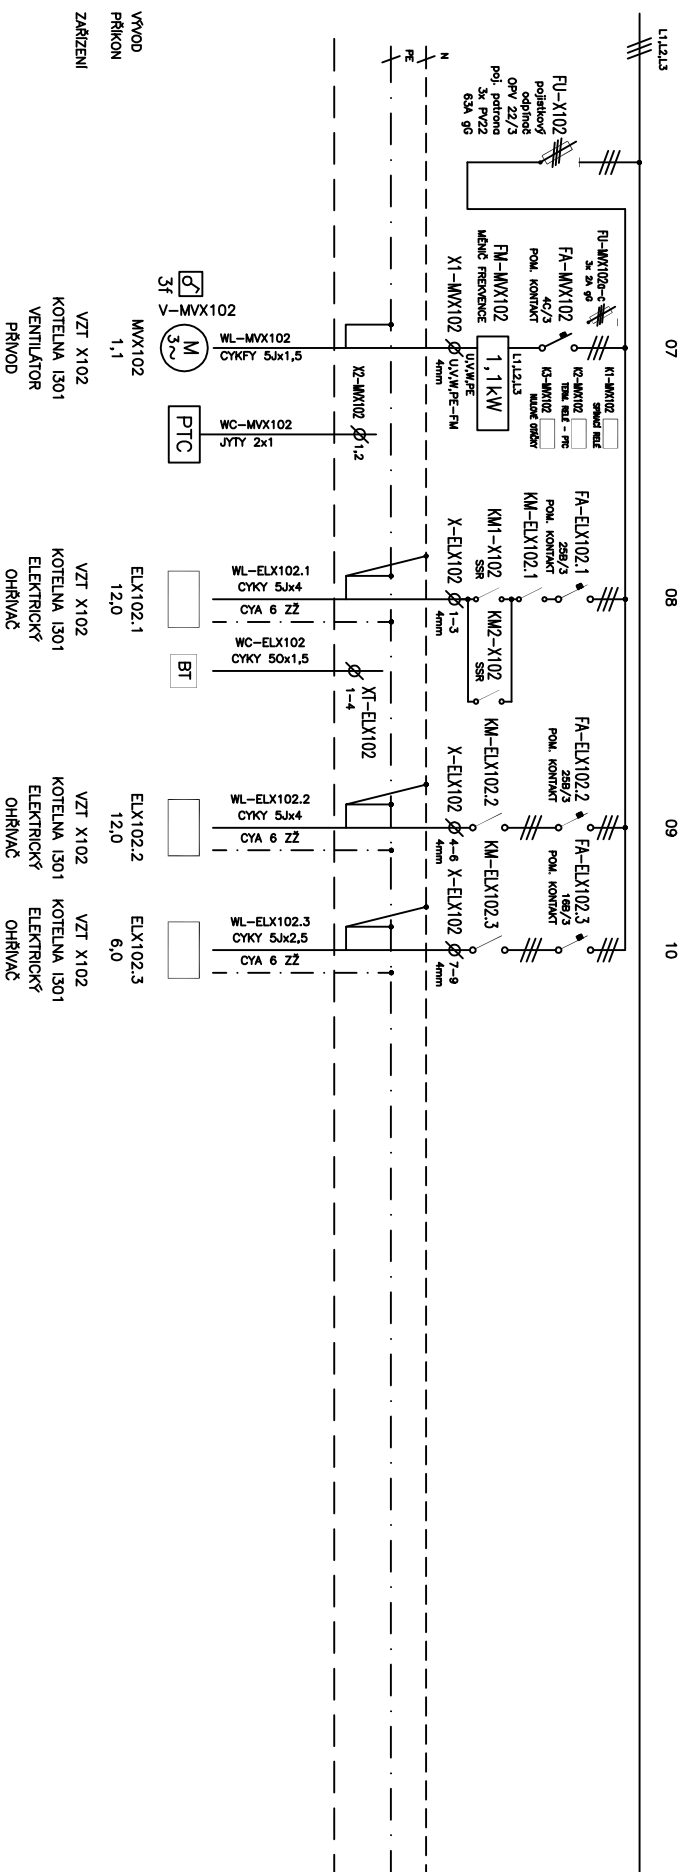 L1,L2,L3
07
08
09
10
N
PE
FU-X102
pojistkový
odpínač
OPV 22/3
poj. patrona
3x PV22
63A gG
FU-MVX102a-c
3x 2A gG
FA-MVX102
4C/3
POM. KONTAKT
K1-MVX102
SPÍNACÍ RELÉ
K2-MVX102
TERM. RELÉ - PTC
K3-MVX102
NULOVÉ OTÁČKY
FM-MVX102
MĚNIČ FREKVENCE
L1,L2,L3
1,1kW
U,V,W,PE
X1-MVX102
U,V,W,PE-FM
4mm
X2-MVX102
1,2
WL-MVX102
CYKFY 5Jx1,5
WC-MVX102
JYTY 2x1
V-MVX102
3f
M
3~
PTC
FA-ELX102.1
25B/3
POM. KONTAKT
KM-ELX102.1
KM1-X102
SSR
KM2-X102
SSR
X-ELX102
1-3
4mm
XT-ELX102
1-4
WL-ELX102.1
CYKY 5Jx4
CYA 6 ZŽ
WC-ELX102
CYKY 5Ox1,5
BT
FA-ELX102.2
25B/3
POM. KONTAKT
KM-ELX102.2
X-ELX102
4-6
4mm
WL-ELX102.2
CYKY 5Jx4
CYA 6 ZŽ
FA-ELX102.3
16B/3
POM. KONTAKT
KM-ELX102.3
X-ELX102
7-9
4mm
WL-ELX102.3
CYKY 5Jx2,5
CYA 6 ZŽ
VÝVOD
PŘÍKON
ZAŘÍZENÍ
MVX102
1,1
VZT X102
KOTELNA 1301
VENTILÁTOR
PŘÍVOD
ELX102.1
12,0
VZT X102
KOTELNA 1301
ELEKTRICKÝ
OHŘÍVAČ
ELX102.2
12,0
VZT X102
KOTELNA 1301
ELEKTRICKÝ
OHŘÍVAČ
ELX102.3
6,0
VZT X102
KOTELNA 1301
ELEKTRICKÝ
OHŘÍVAČ